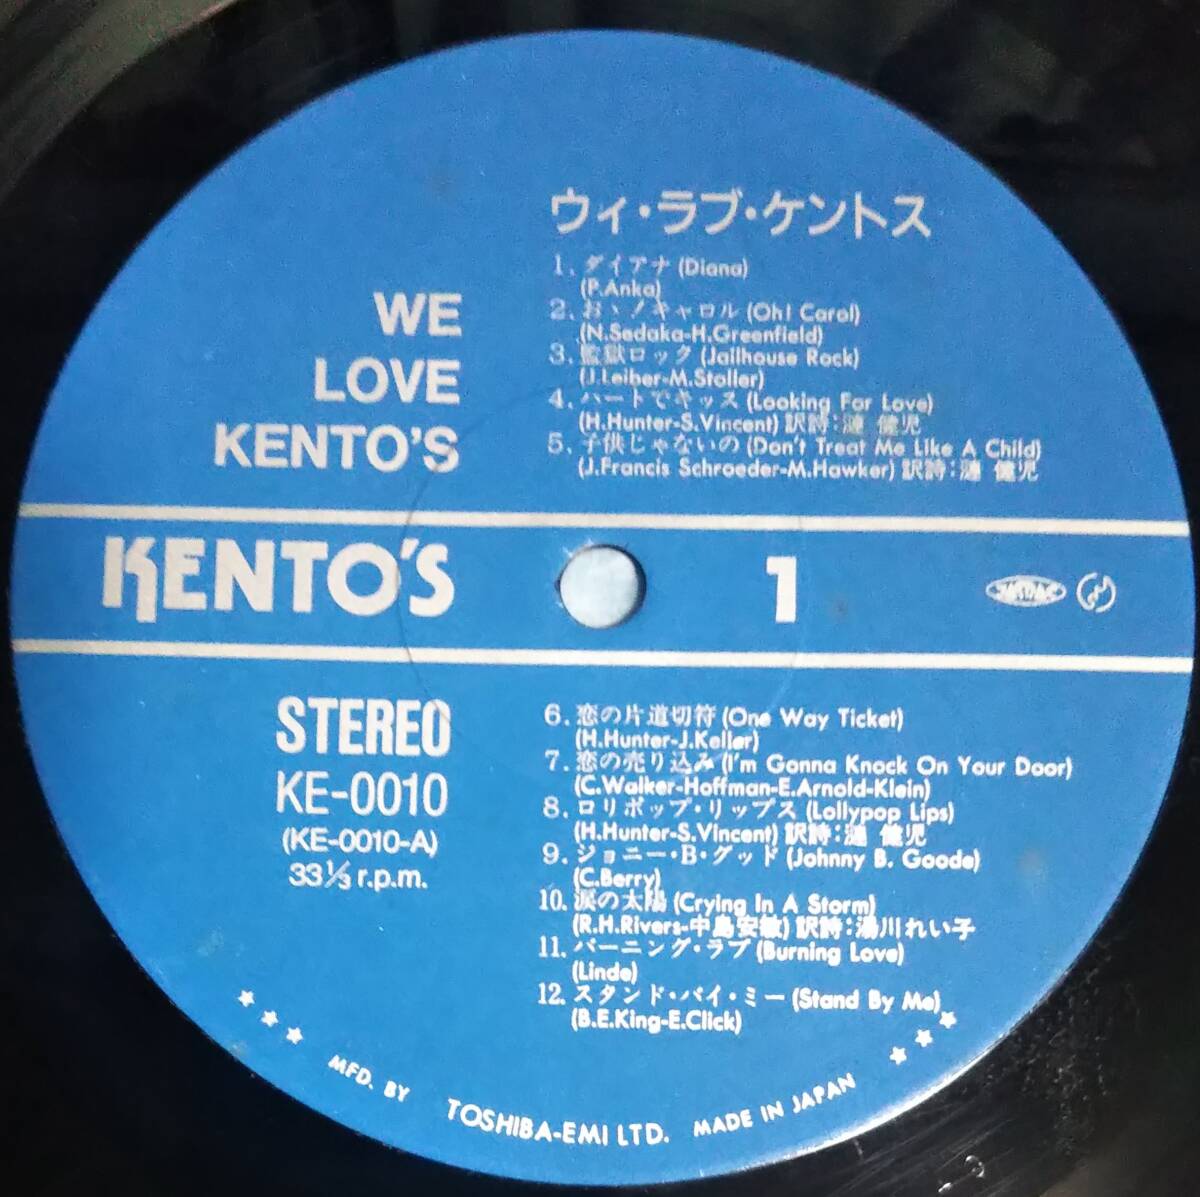 ウィ・ラブ・ケントス
WE
LOVE
KENTO'S
1. ダイアナ (Diana)
(P.Anka)
2. おゝ！キャロル (Oh! Carol)
(N.Sedaka-H.Greenfield)
3. 監獄ロック (Jailhouse Rock)
(J.Leiber-M.Stoller)
4. ハートでキッス (Looking For Love)
(H.Hunter-S.Vincent) 訳詩：漣 健児
5. 子供じゃないの (Don't Treat Me Like A Child)
(J.Francis Schroeder-M.Hawker) 訳詩：漣 健児
KENTO'S
1
JASRAC
STEREO
KE-0010
(KE-0010-A)
33⅓ r.p.m.
6. 恋の片道切符 (One Way Ticket)
(H.Hunter-J.Keller)
7. 恋の売り込み (I'm Gonna Knock On Your Door)
(C.Walker-Hoffman-E.Arnold-Klein)
8. ロリポップ・リップス (Lollypop Lips)
(H.Hunter-S.Vincent) 訳詩：漣 健児
9. ジョニー・B・グッド (Johnny B. Goode)
(C.Berry)
10. 涙の太陽 (Crying In A Storm)
(R.H.Rivers-中島安敏) 訳詩：湯川れい子
11. バーニング・ラブ (Burning Love)
(Linde)
12. スタンド・バイ・ミー (Stand By Me)
(B.E.King-E.Click)
MFD. BY TOSHIBA-EMI LTD. MADE IN JAPAN